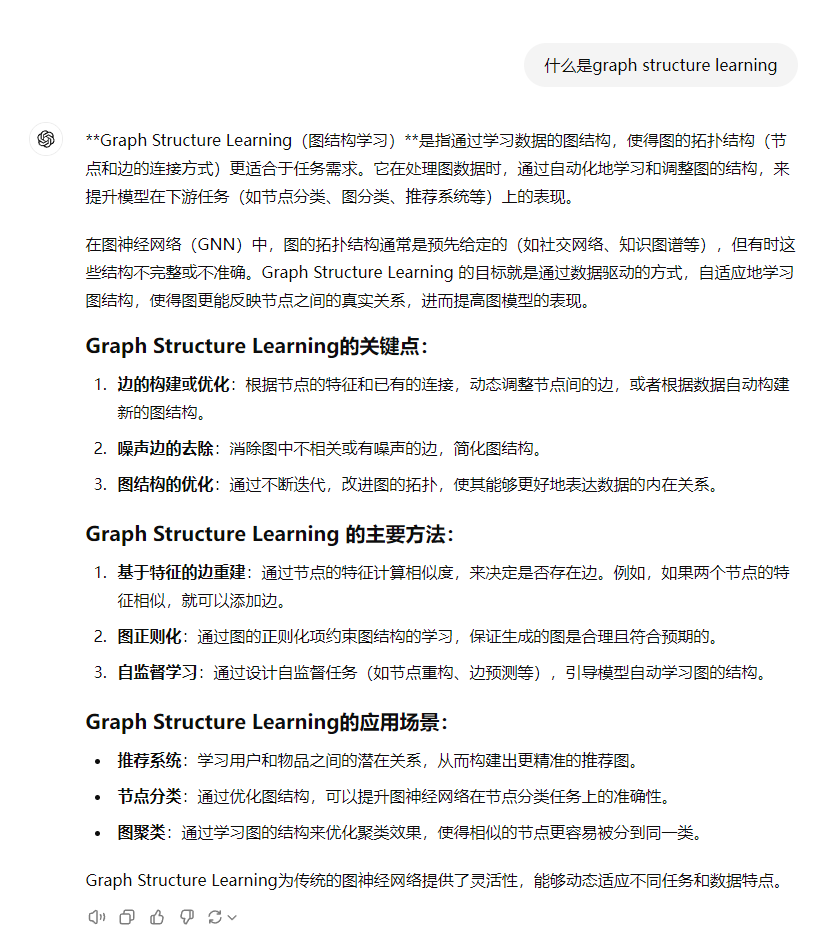 什么是graph structure learning
**Graph Structure Learning（图结构学习）**是指通过学习数据的图结构，使得图的拓扑结构（节
点和边的连接方式）更适合于任务需求。它在处理图数据时，通过自动化地学习和调整图的结构，来
提升模型在下游任务（如节点分类、图分类、推荐系统等）上的表现。
在图神经网络（GNN）中，图的拓扑结构通常是预先给定的（如社交网络、知识图谱等），但有时这
些结构不完整或不准确。Graph Structure Learning 的目标就是通过数据驱动的方式，自适应地学习
图结构，使得图更能反映节点之间的真实关系，进而提高图模型的表现。
Graph Structure Learning的关键点：
1. 边的构建或优化：根据节点的特征和已有的连接，动态调整节点间的边，或者根据数据自动构建
新的图结构。
2. 噪声边的去除：消除图中不相关或有噪声的边，简化图结构。
3. 图结构的优化：通过不断迭代，改进图的拓扑，使其能够更好地表达数据的内在关系。
Graph Structure Learning 的主要方法：
1. 基于特征的边重建：通过节点的特征计算相似度，来决定是否存在边。例如，如果两个节点的特
征相似，就可以添加边。
2. 图正则化：通过图的正则化项约束图结构的学习，保证生成的图是合理且符合预期的。
3. 自监督学习：通过设计自监督任务（如节点重构、边预测等），引导模型自动学习图的结构。
Graph Structure Learning的应用场景：
• 推荐系统：学习用户和物品之间的潜在关系，从而构建出更精准的推荐图。
• 节点分类：通过优化图结构，可以提升图神经网络在节点分类任务上的准确性。
• 图聚类：通过学习图的结构来优化聚类效果，使得相似的节点更容易被分到同一类。
Graph Structure Learning为传统的图神经网络提供了灵活性，能够动态适应不同任务和数据特点。